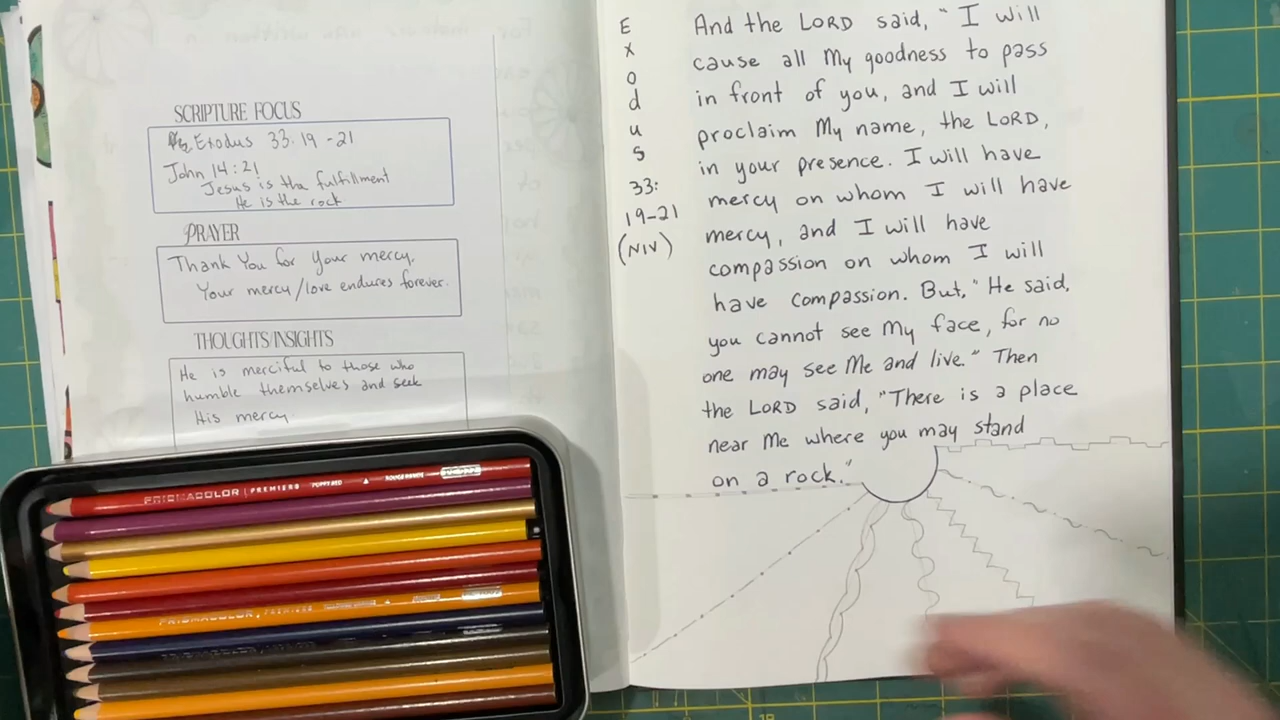 SCRIPTURE FOCUS
Exodus 33:19-21
John 14:21
Jesus is the fulfillment
He is the rock
PRAYER
Thank You for your mercy.
Your mercy/love endures forever.
THOUGHTS/INSIGHTS
He is merciful to those who
humble themselves and seek
His mercy.
PRISMACOLOR PREMIER
PRISMACOLOR PREMIER
Exodus
33:
19-21
(NIV)
And the LORD said, "I will
cause all My goodness to pass
in front of you, and I will
proclaim My name, the LORD,
in your presence. I will have
mercy on whom I will have
mercy, and I will have
compassion on whom I will
have compassion. But," He said,
you cannot see My face, for no
one may see Me and live." Then
the LORD said, "There is a place
near Me where you may stand
on a rock."